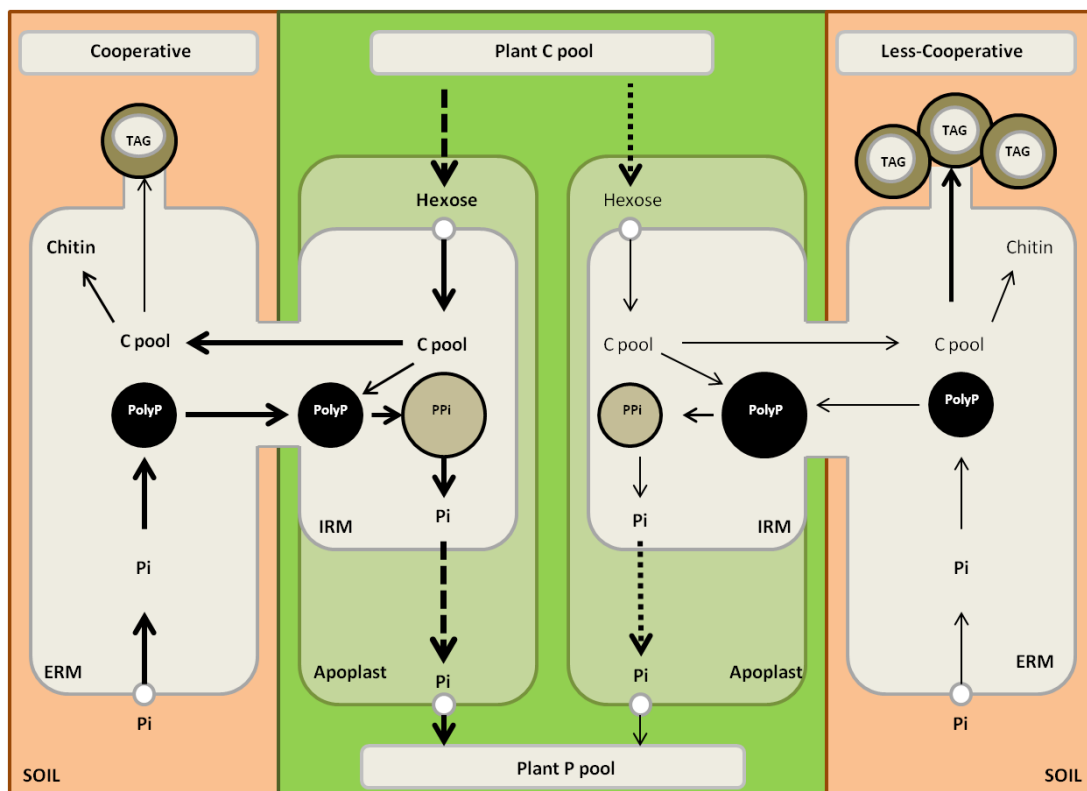 Cooperative
Plant C pool
Less-Cooperative
TAG
TAG
TAG
TAG
Hexose
Hexose
Chitin
Chitin
C pool
C pool
C pool
C pool
PolyP
PolyP
PPi
PPi
PolyP
PolyP
Pi
Pi
IRM
IRM
Pi
Pi
ERM
Apoplast
Pi
Pi
Apoplast
ERM
Pi
Pi
SOIL
Plant P pool
SOIL